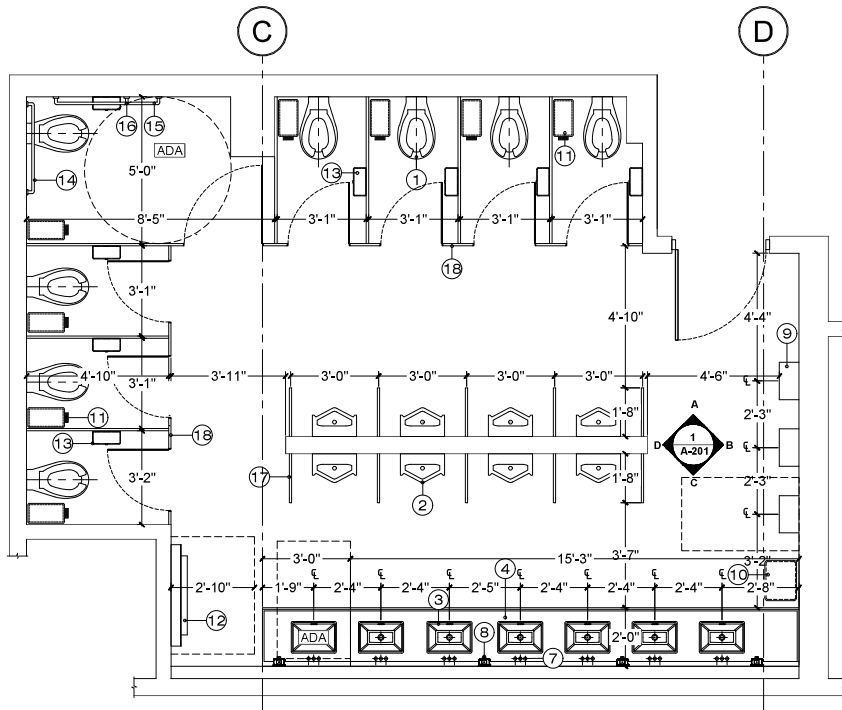 C D
16 15
ADA
11
13 1
14
5'-0"
8'-5" 3'-1" 3'-1" 3'-1" 3'-1"
18
3'-1"
4'-10" 4'-4"
9
4'-10" 3'-11" 3'-0" 3'-0" 3'-0" 3'-0" 4'-6"
℄
3'-1"
1'-8" 2'-3"
A
11
13 18
D 1 B
A-201
℄
C
3'-2"
17 2
1'-8" 2'-3"
℄
3'-0" 15'-3" 3'-7" 3'-2"
10
℄ ℄ ℄ ℄ ℄ ℄ ℄
2'-10" 1'-9" 2'-4" 2'-4" 2'-5" 2'-4" 2'-4" 2'-4" 2'-8"
12
3 4
ADA 2'-0"
8 7